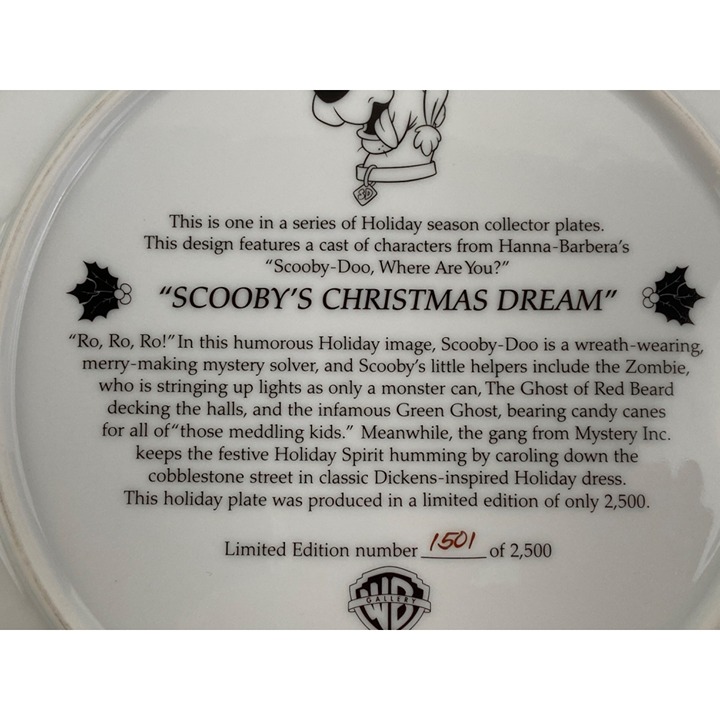 This is one in a series of Holiday season collector plates.
This design features a cast of characters from Hanna-Barbera's
"Scooby-Doo, Where Are You?"
"SCOOBY'S CHRISTMAS DREAM"
"Ro, Ro, Ro!" In this humorous Holiday image, Scooby-Doo is a wreath-wearing,
merry-making mystery solver, and Scooby's little helpers include the Zombie,
who is stringing up lights as only a monster can, The Ghost of Red Beard
decking the halls, and the infamous Green Ghost, bearing candy canes
for all of "those meddling kids." Meanwhile, the gang from Mystery Inc.
keeps the festive Holiday Spirit humming by caroling down the
cobblestone street in classic Dickens-inspired Holiday dress.
This holiday plate was produced in a limited edition of only 2,500.
Limited Edition number 1501 of 2,500
WB
GALLERY